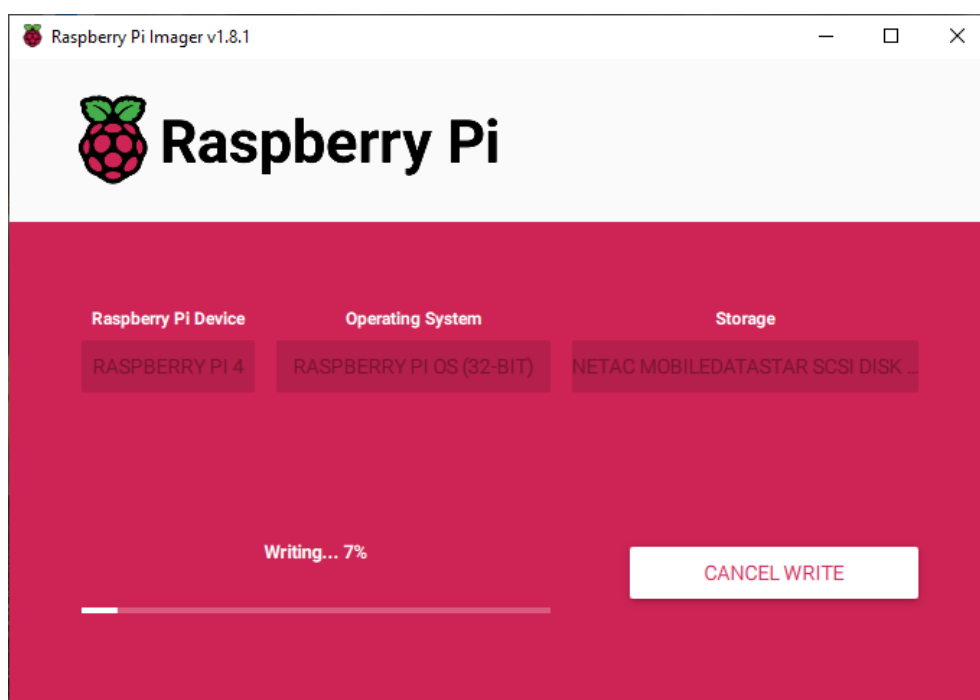 Raspberry Pi Imager v1.8.1
Raspberry Pi
Raspberry Pi Device Operating System Storage
RASPBERRY PI 4 RASPBERRY PI OS (32-BIT) NETAC MOBILEDATASTAR SCSI DISK ...
Writing... 7%
CANCEL WRITE